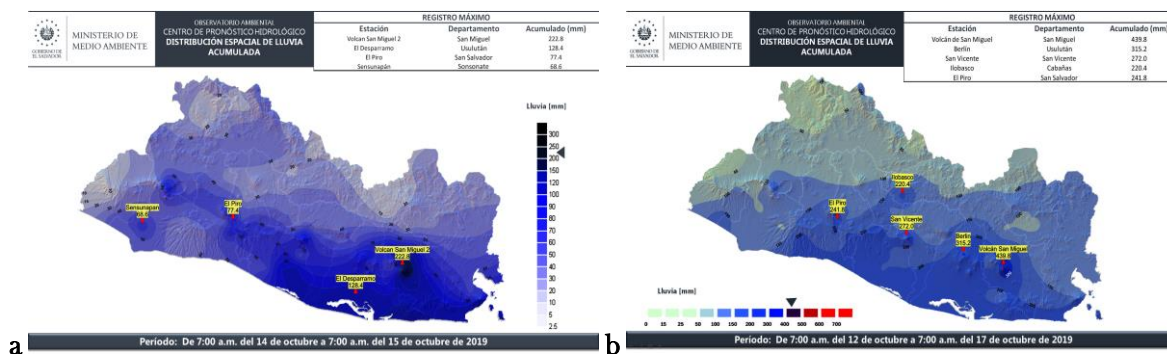 GOBIERNO DE
EL SALVADOR
MINISTERIO DE
MEDIO AMBIENTE
OBSERVATORIO AMBIENTAL
CENTRO DE PRONÓSTICO HIDROLÓGICO
DISTRIBUCIÓN ESPACIAL DE LLUVIA
ACUMULADA
REGISTRO MÁXIMO
Estación Departamento Acumulado (mm)
Volcan San Miguel 2 San Miguel 222.8
El Desparramo Usulután 128.4
El Piro San Salvador 77.4
Sensunapán Sonsonate 68.6
Lluvia [mm]
300
250
200
150
120
100
90
80
70
60
50
40
30
20
10
5
2.5
Sensunapan
68.6
El Piro
77.4
Volcan San Miguel 2
222.8
El Desparramo
128.4
Período: De 7:00 a.m. del 14 de octubre a 7:00 a.m. del 15 de octubre de 2019
a
GOBIERNO DE
EL SALVADOR
MINISTERIO DE
MEDIO AMBIENTE
OBSERVATORIO AMBIENTAL
CENTRO DE PRONÓSTICO HIDROLÓGICO
DISTRIBUCIÓN ESPACIAL DE LLUVIA
ACUMULADA
REGISTRO MÁXIMO
Estación Departamento Acumulado (mm)
Volcán de San Miguel San Miguel 439.8
Berlín Usulután 315.2
San Vicente San Vicente 272.0
Ilobasco Cabañas 220.4
El Piro San Salvador 241.8
Ilobasco
220.4
El Piro
241.8
San Vicente
272.0
Berlín
315.2
Volcán San Miguel
439.8
Lluvia [mm]
0 15 25 50 100 150 200 300 400 500 600 700
Período: De 7:00 a.m. del 12 de octubre a 7:00 a.m. del 17 de octubre de 2019
b